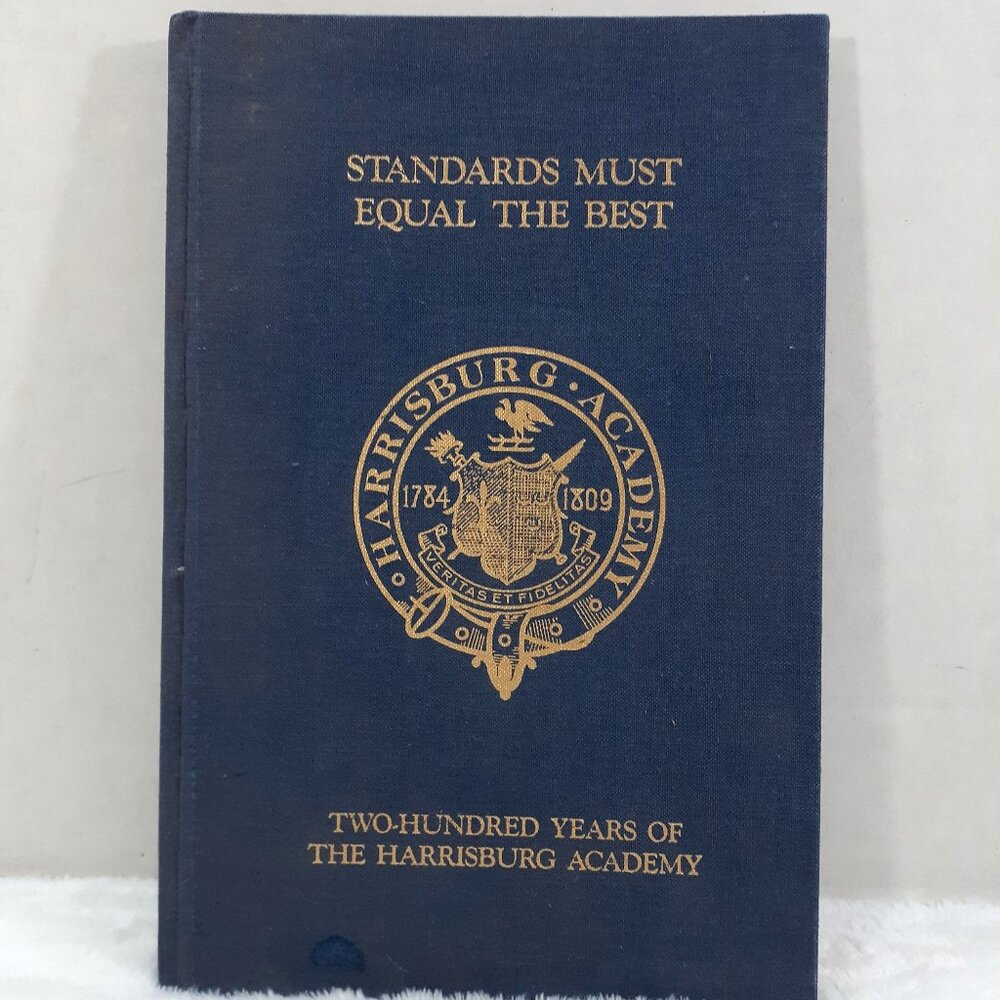 STANDARDS MUST
EQUAL THE BEST
HARRISBURG · ACADEMY
1784 1809
VERITAS ET FIDELITAS
TWO-HUNDRED YEARS OF
THE HARRISBURG ACADEMY